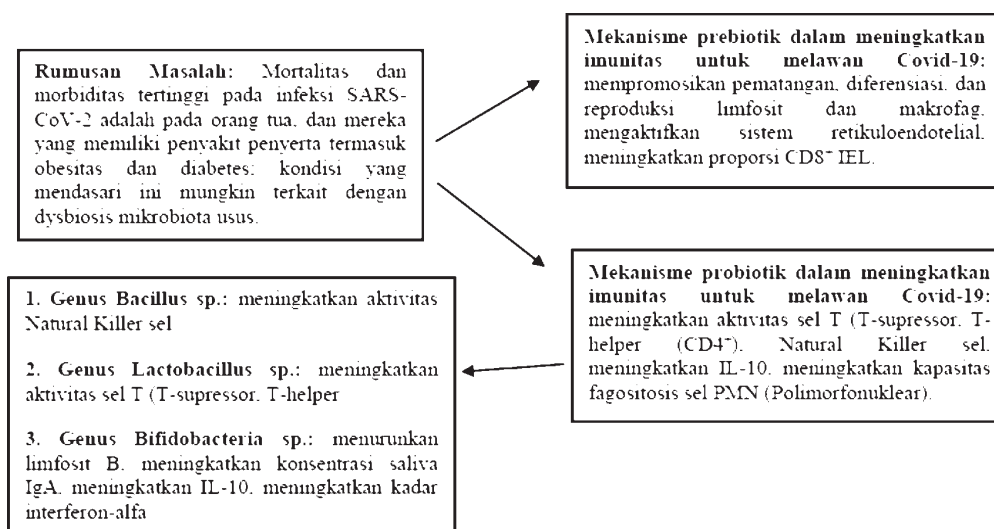 Rumusan Masalah: Mortalitas dan
morbiditas tertinggi pada infeksi SARS-
CoV-2 adalah pada orang tua, dan mereka
yang memiliki penyakit penyerta termasuk
obesitas dan diabetes; kondisi yang
mendasari ini mungkin terkait dengan
dysbiosis mikrobiota usus.
Mekanisme prebiotik dalam meningkatkan
imunitas untuk melawan Covid-19:
mempromosikan pematangan, diferensiasi, dan
reproduksi limfosit dan makrofag,
mengaktifkan sistem retikuloendotelial,
meningkatkan proporsi CD8⁺ IEL.
Mekanisme probiotik dalam meningkatkan
imunitas untuk melawan Covid-19:
meningkatkan aktivitas sel T (T-supressor, T-
helper (CD4⁺), Natural Killer sel,
meningkatkan IL-10, meningkatkan kapasitas
fagositosis sel PMN (Polimorfonuklear).
1. Genus Bacillus sp.: meningkatkan aktivitas
Natural Killer sel
2. Genus Lactobacillus sp.: meningkatkan
aktivitas sel T (T-supressor, T-helper
3. Genus Bifidobacteria sp.: menurunkan
limfosit B, meningkatkan konsentrasi saliva
IgA, meningkatkan IL-10, meningkatkan kadar
interferon-alfa